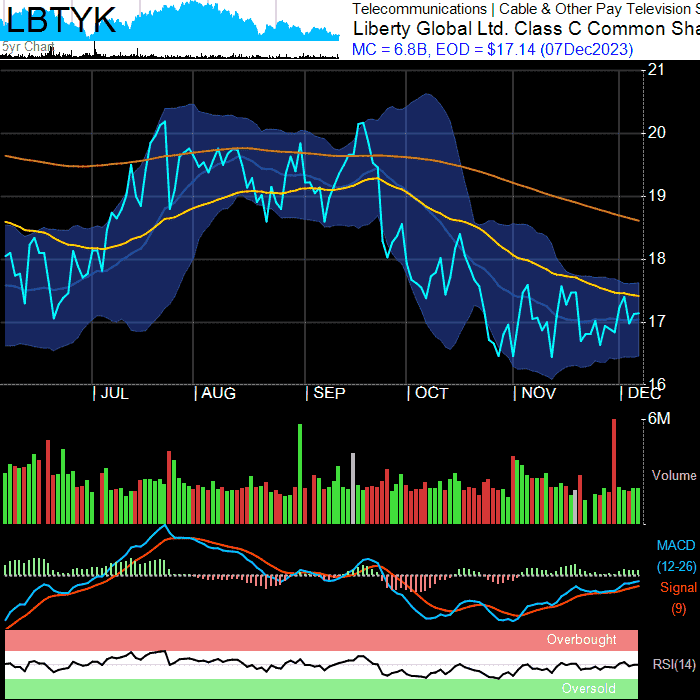 LBTYK
5yr Chart
Telecommunications | Cable & Other Pay Television S
Liberty Global Ltd. Class C Common Sha
MC = 6.8B, EOD = $17.14 (07Dec2023)
21
20
19
18
17
16
| JUL | AUG | SEP | OCT | NOV | DEC
6M
Volume
MACD
(12-26)
Signal
(9)
Overbought
RSI(14)
Oversold